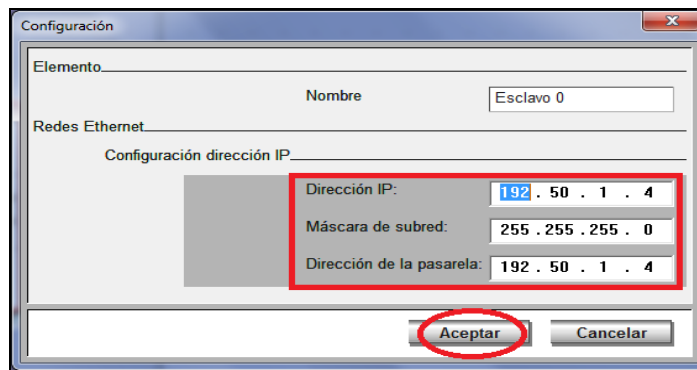 Configuración
Elemento
Nombre Esclavo 0
Redes Ethernet
Configuración dirección IP
Dirección IP: 192 . 50 . 1 . 4
Máscara de subred: 255 . 255 . 255 . 0
Dirección de la pasarela: 192 . 50 . 1 . 4
Aceptar Cancelar